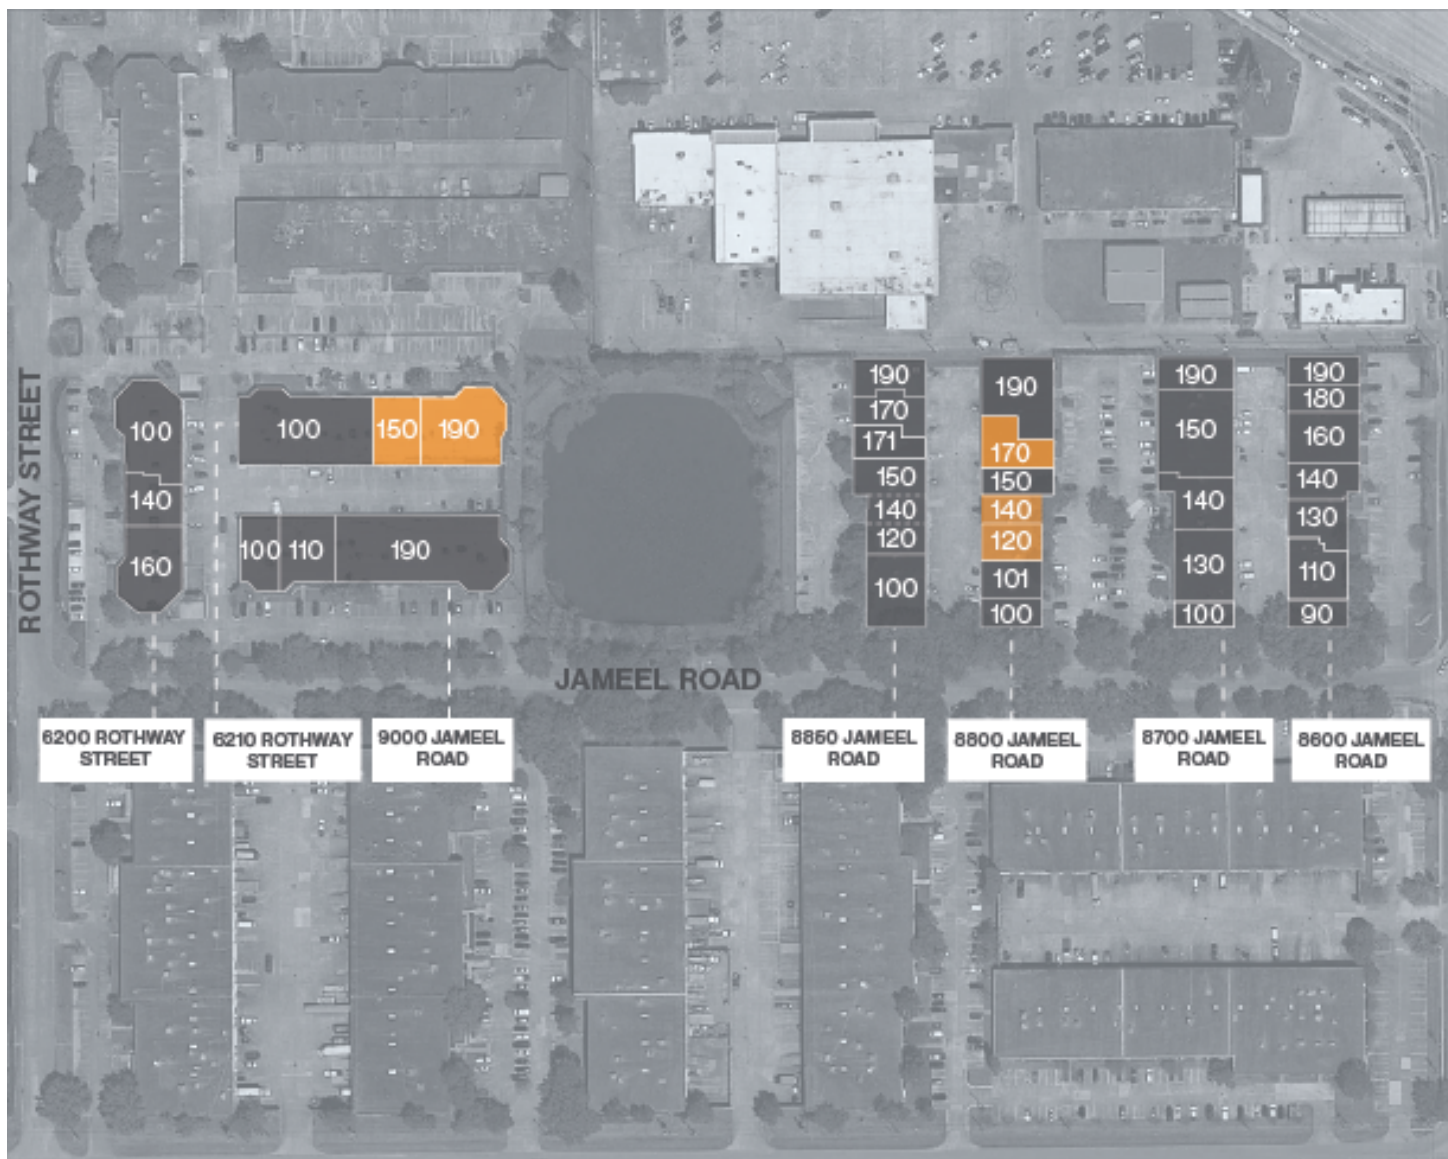 ROTHWAY STREET
100
140
160
100
150
190
100
110
190
190
170
171
150
140
120
100
190
170
150
140
120
101
100
190
150
140
130
100
190
180
160
140
130
110
90
JAMEEL ROAD
6200 ROTHWAY
STREET
6210 ROTHWAY
STREET
9000 JAMEEL
ROAD
8850 JAMEEL
ROAD
8800 JAMEEL
ROAD
8700 JAMEEL
ROAD
8600 JAMEEL
ROAD